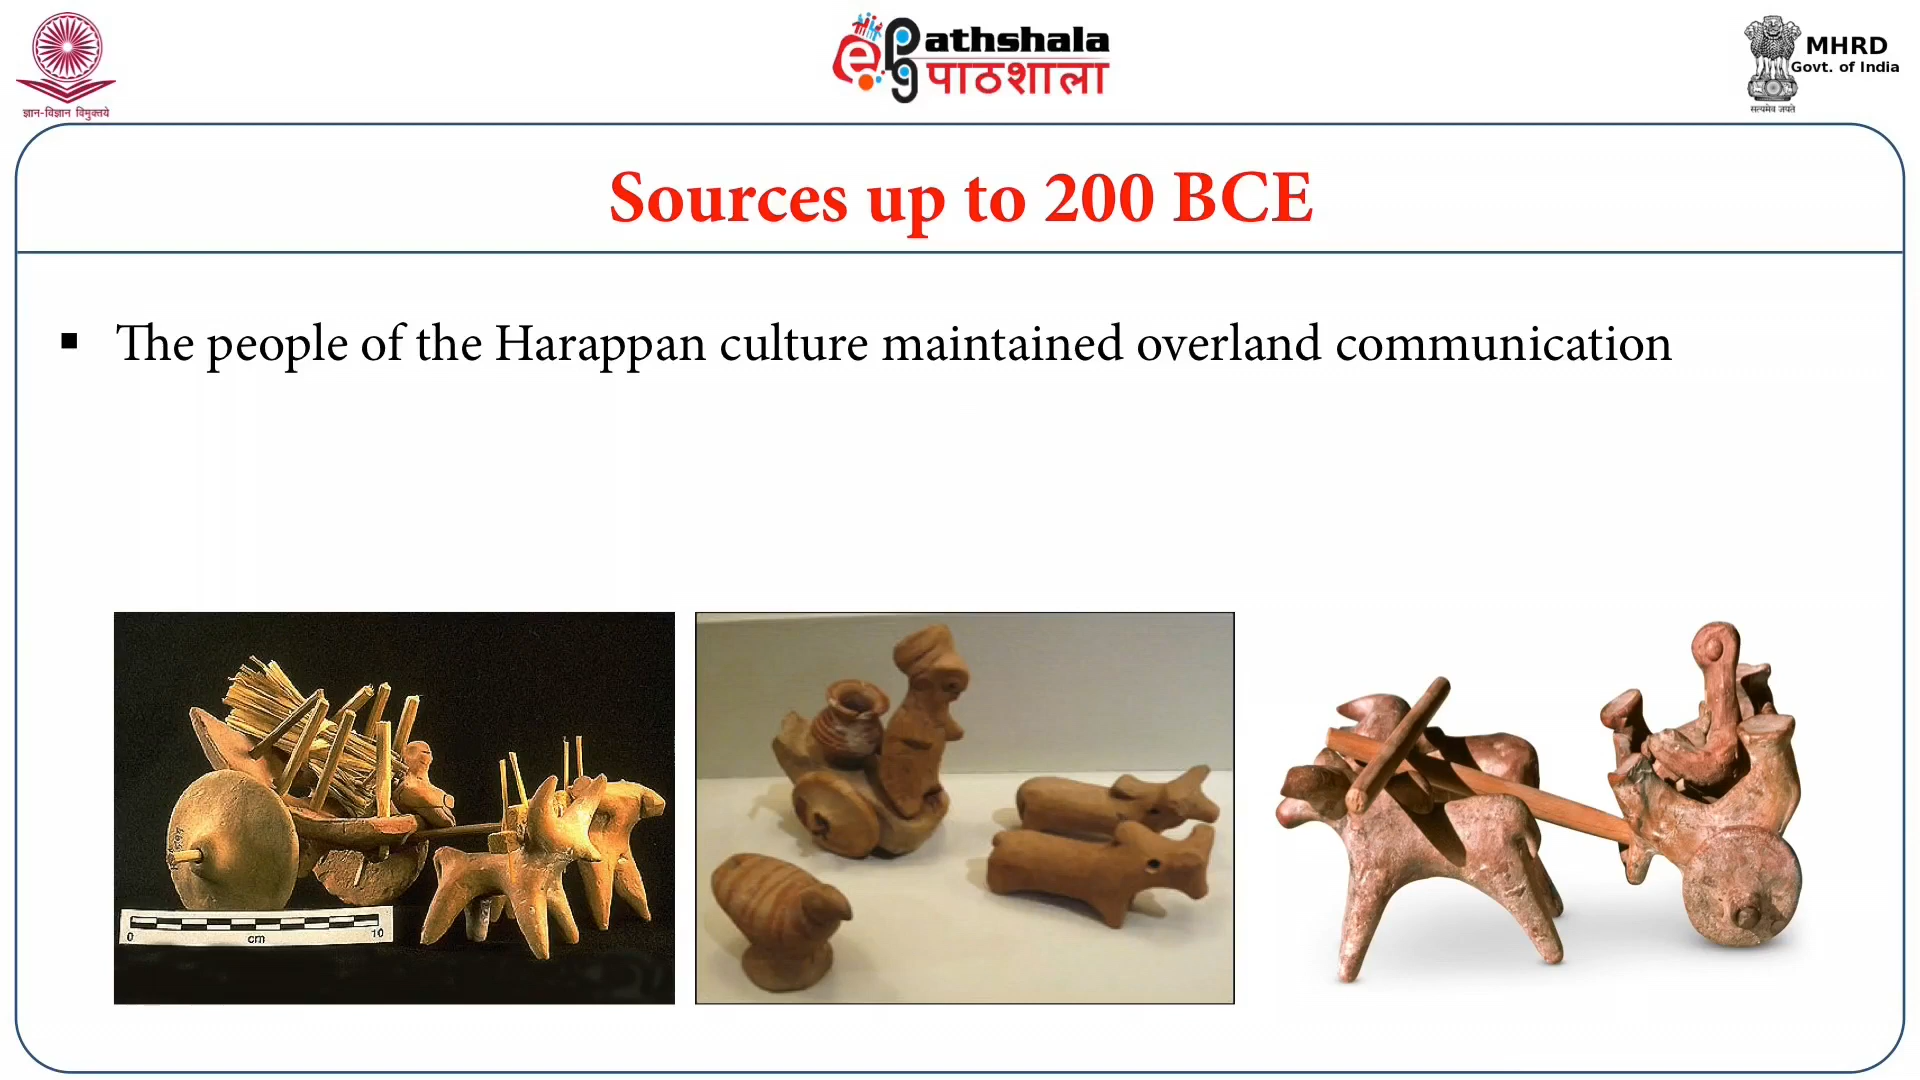 ज्ञान-विज्ञान विमुक्तये
e
pg
athshala
पाठशाला
MHRD
Govt. of India
सत्यमेव जयते
Sources up to 200 BCE
▪ The people of the Harappan culture maintained overland communication
0 cm 10